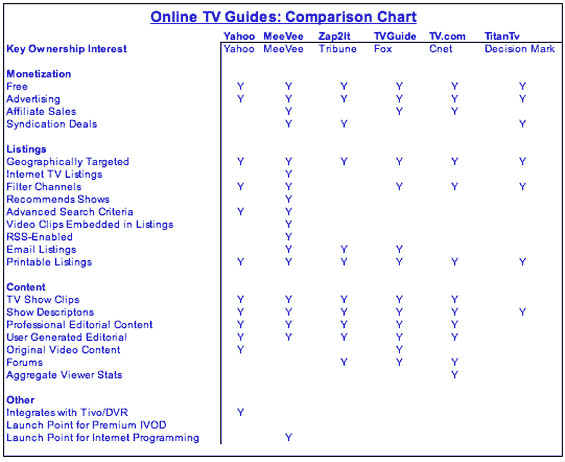 Online TV Guides: Comparison Chart
Yahoo MeeVee Zap2It TVGuide TV.com TitanTv
Key Ownership Interest Yahoo MeeVee Tribune Fox Cnet Decision Mark
Monetization
Free Y Y Y Y Y Y
Advertising Y Y Y Y Y Y
Affiliate Sales Y Y Y
Syndication Deals Y Y Y
Listings
Geographically Targeted Y Y Y Y Y Y
Internet TV Listings Y
Filter Channels Y Y Y Y Y
Recommends Shows Y
Advanced Search Criteria Y Y
Video Clips Embedded in Listings Y
RSS-Enabled Y
Email Listings Y Y Y
Printable Listings Y Y Y Y Y Y
Content
TV Show Clips Y Y Y Y Y
Show Descriptons Y Y Y Y Y Y
Professional Editorial Content Y Y Y Y Y
User Generated Editorial Y Y Y Y Y
Original Video Content Y Y
Forums Y Y Y
Aggregate Viewer Stats Y
Other
Integrates with Tivo/DVR Y
Launch Point for Premium IVOD
Launch Point for Internet Programming Y